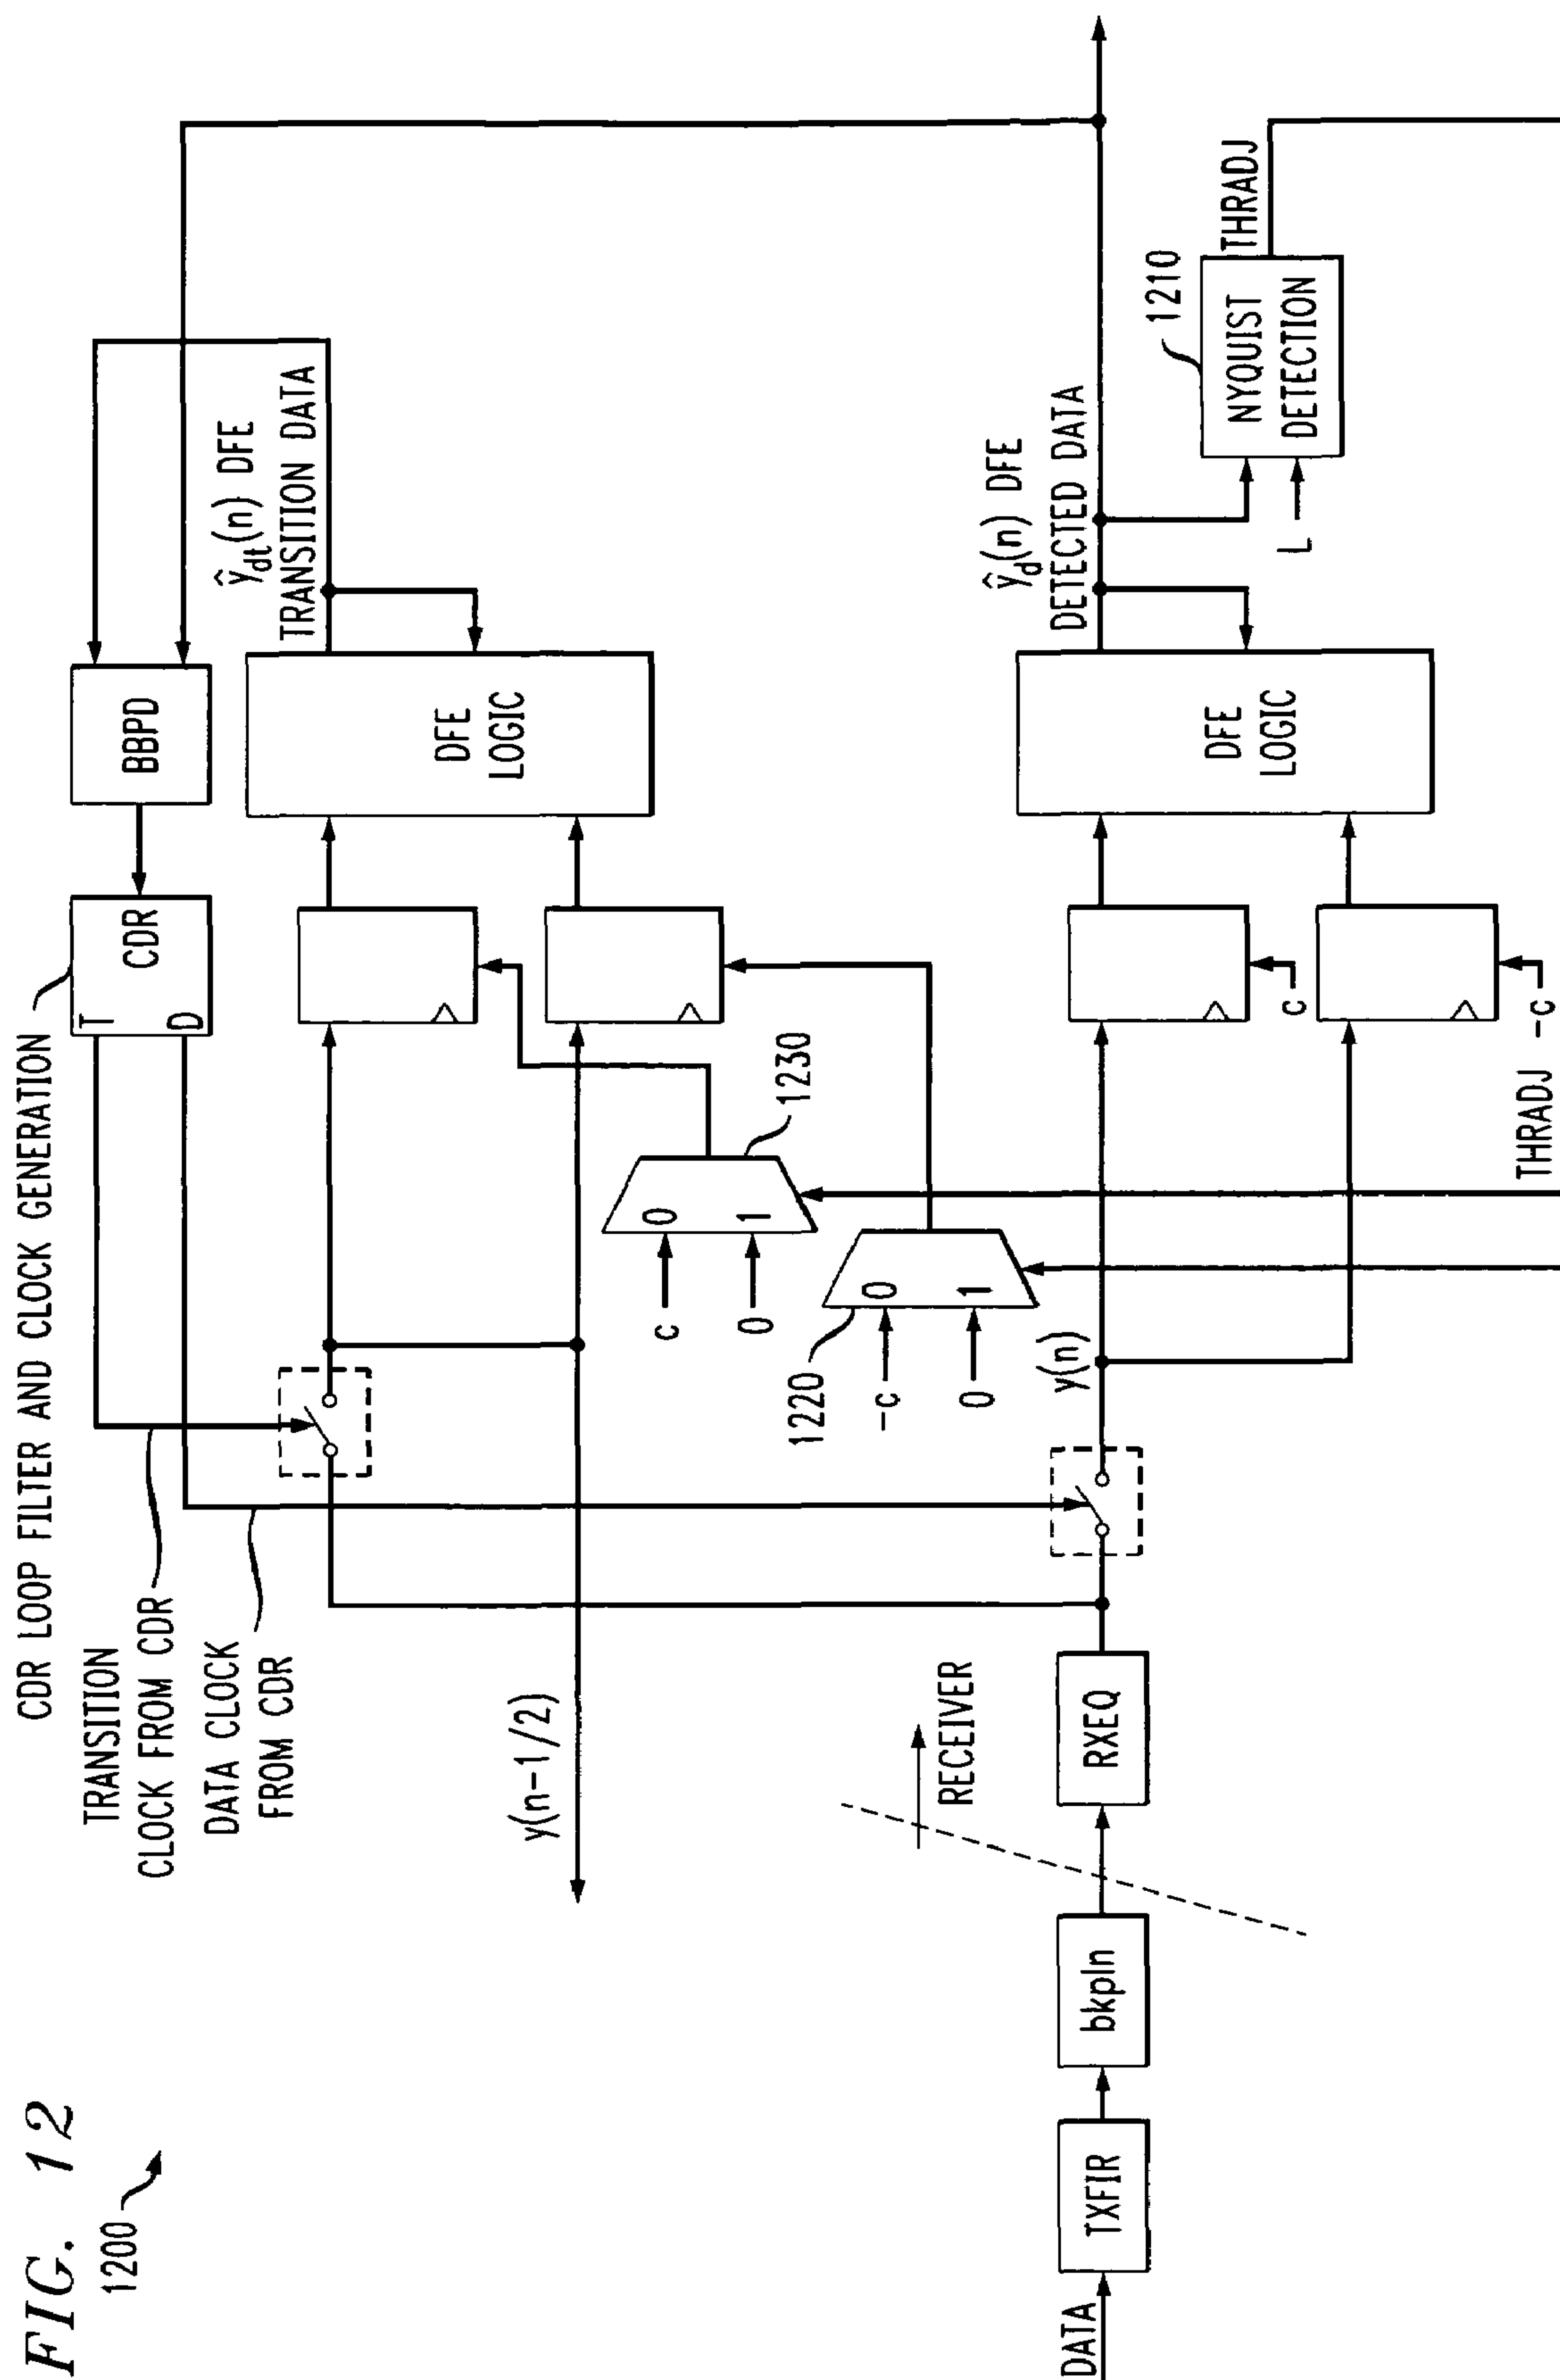 FIG. 12
1200
CDR LOOP FILTER AND CLOCK GENERATION
TRANSITION
CLOCK FROM CDR
DATA CLOCK
FROM CDR
T
D
CDR
BBPD
ŷdt(n) DFE
TRANSITION DATA
DFE
LOGIC
y(n-1/2)
c
0
0
1
1230
1220
-c
0
0
1
RECEIVER
DATA
TXFIR
bkpln
RXEQ
y(n)
c
-c
THRADJ
DFE
LOGIC
ŷd(n) DFE
DETECTED DATA
L
1210
NYQUIST
DETECTION
THRADJ